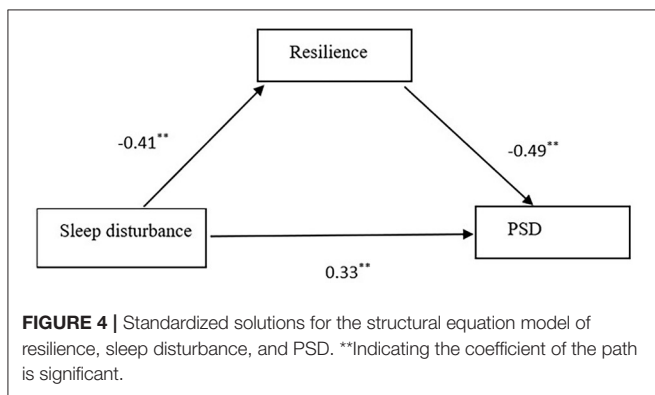 Resilience
-0.41**
-0.49**
Sleep disturbance
PSD
0.33**
FIGURE 4 | Standardized solutions for the structural equation model of
resilience, sleep disturbance, and PSD. **Indicating the coefficient of the path
is significant.